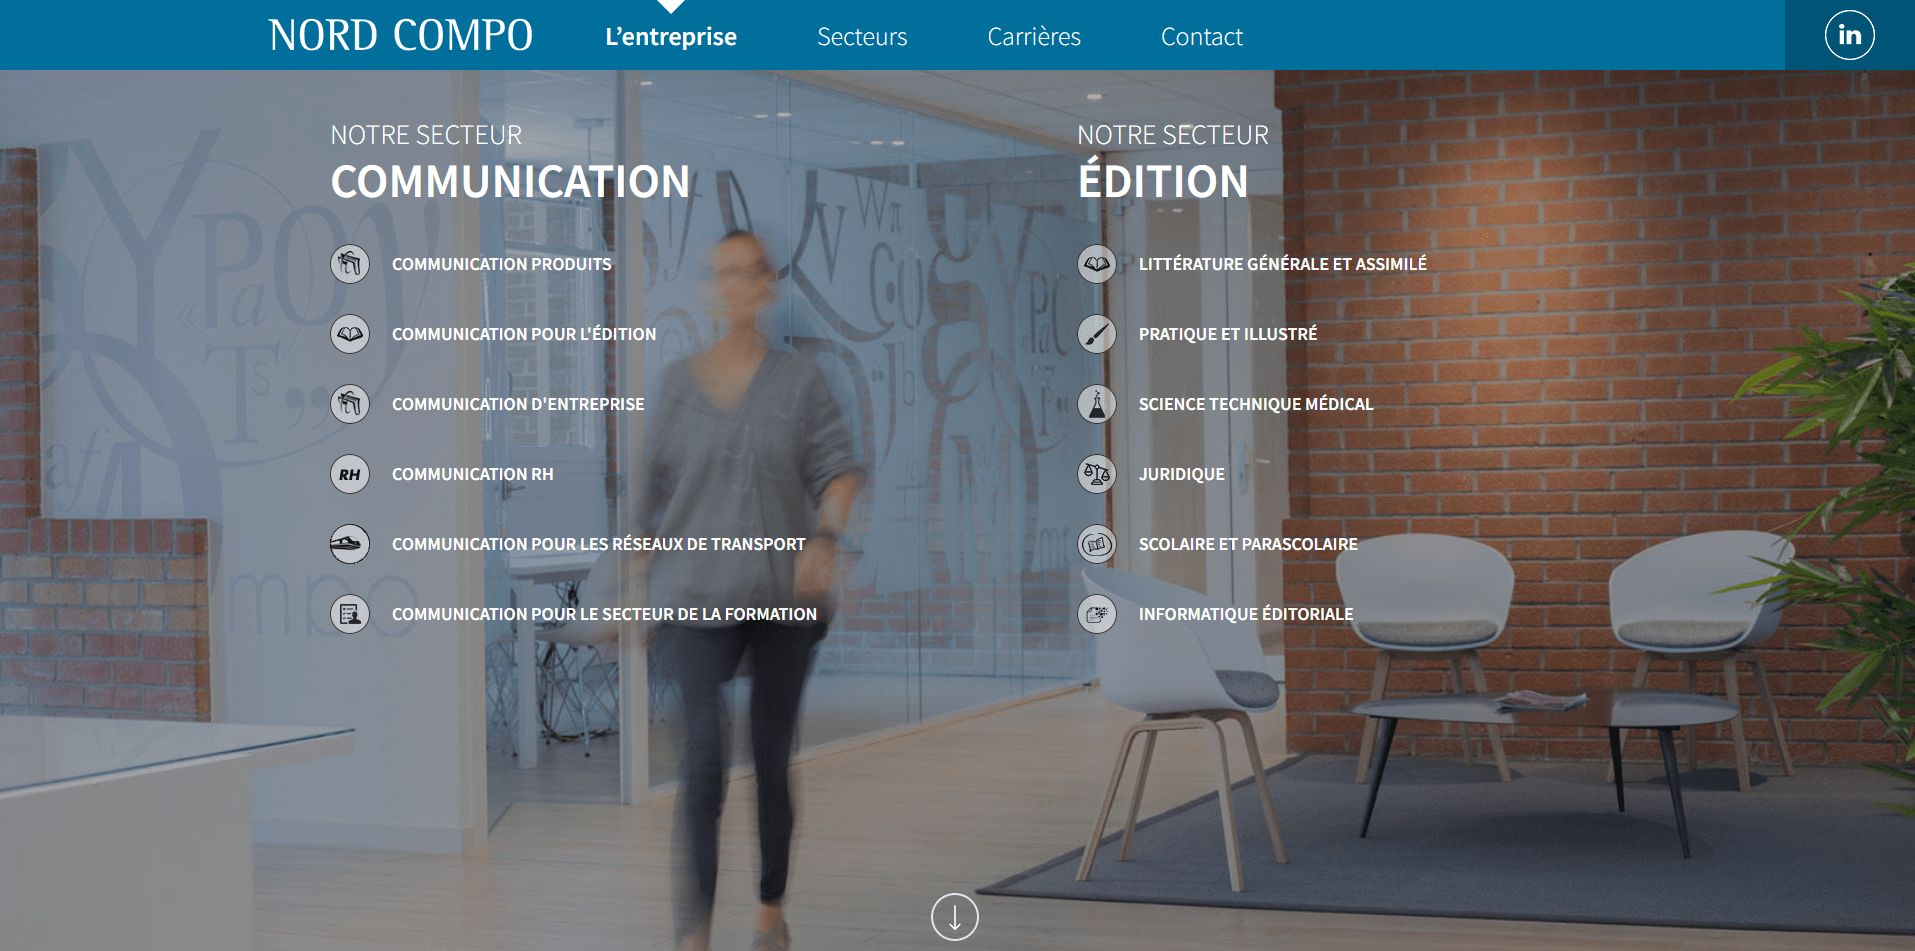 NORD COMPO
L’entreprise
Secteurs
Carrières
Contact
in
NOTRE SECTEUR
COMMUNICATION
COMMUNICATION PRODUITS
COMMUNICATION POUR L'ÉDITION
COMMUNICATION D'ENTREPRISE
RH
COMMUNICATION RH
COMMUNICATION POUR LES RÉSEAUX DE TRANSPORT
COMMUNICATION POUR LE SECTEUR DE LA FORMATION
NOTRE SECTEUR
ÉDITION
LITTÉRATURE GÉNÉRALE ET ASSIMILÉ
PRATIQUE ET ILLUSTRÉ
SCIENCE TECHNIQUE MÉDICAL
JURIDIQUE
SCOLAIRE ET PARASCOLAIRE
INFORMATIQUE ÉDITORIALE